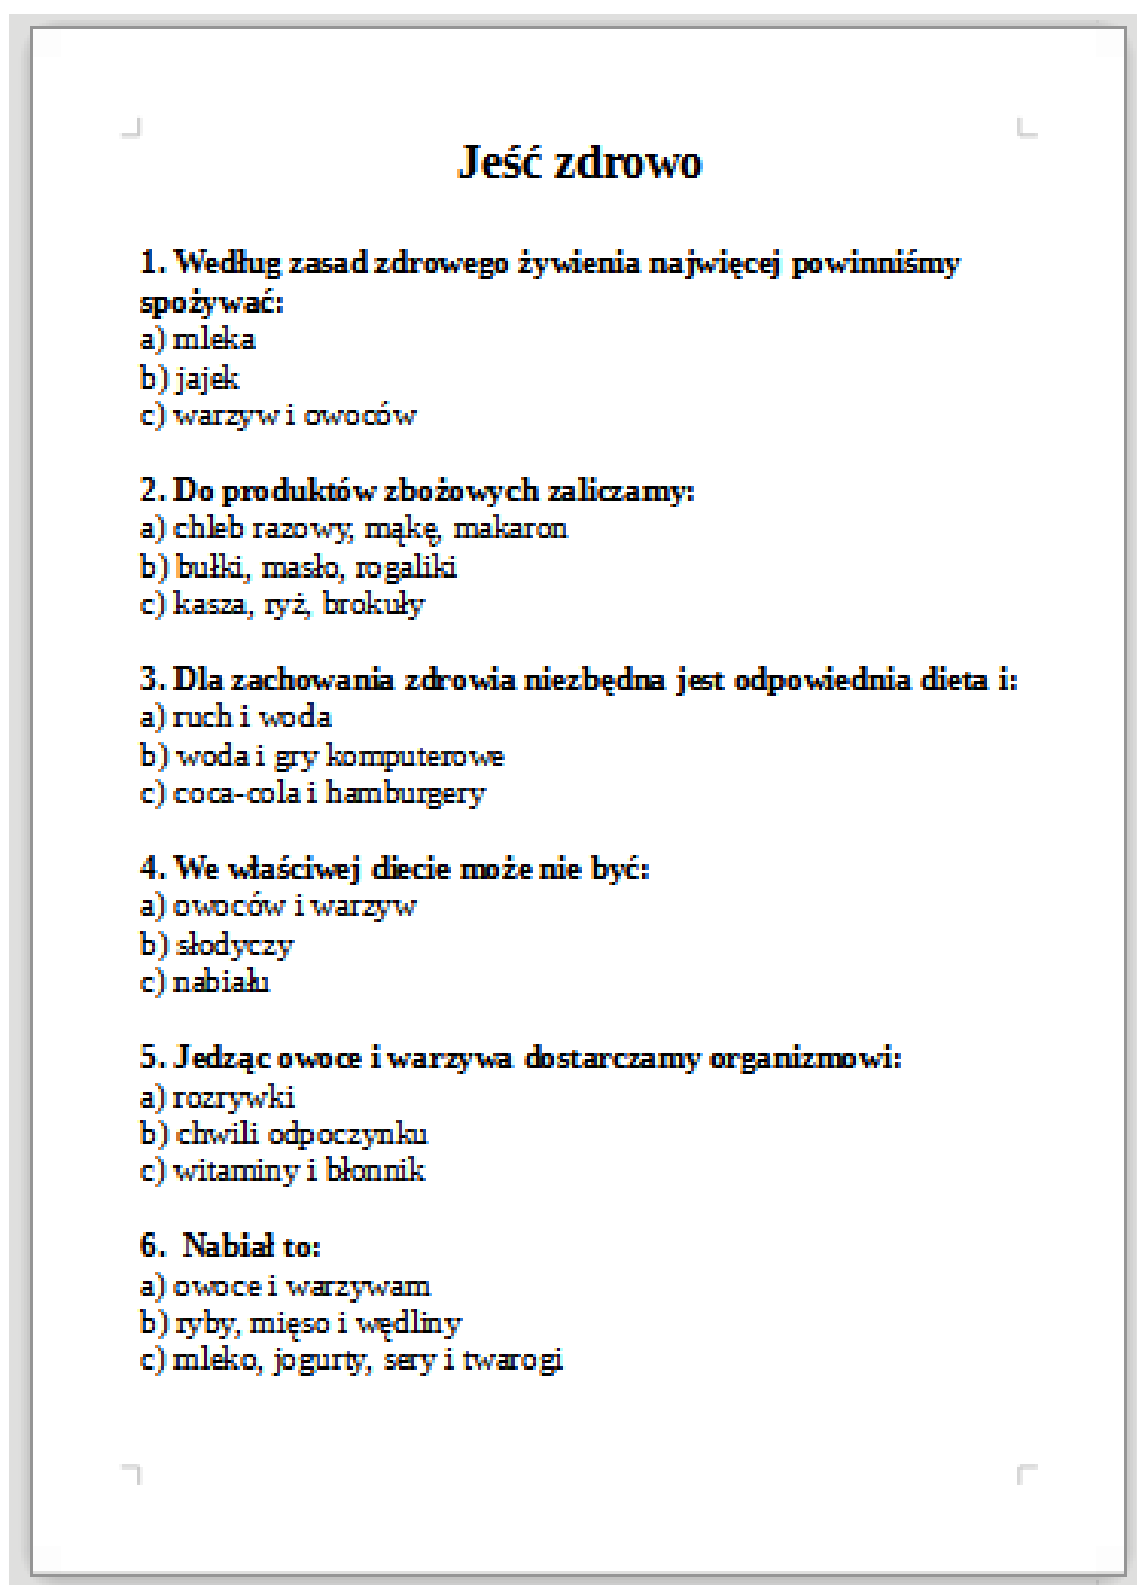 Jeść zdrowo
1. Według zasad zdrowego żywienia najwięcej powinniśmy
spożywać:
a) mleka
b) jajek
c) warzyw i owoców
2. Do produktów zbożowych zaliczamy:
a) chleb razowy, mąkę, makaron
b) bułki, masło, rogaliki
c) kasza, ryż, brokuły
3. Dla zachowania zdrowia niezbędna jest odpowiednia dieta i:
a) ruch i woda
b) woda i gry komputerowe
c) coca-cola i hamburgery
4. We właściwej diecie może nie być:
a) owoców i warzyw
b) słodyczy
c) nabiału
5. Jedząc owoce i warzywa dostarczamy organizmowi:
a) rozrywki
b) chwili odpoczynku
c) witaminy i błonnik
6. Nabiał to:
a) owoce i warzywam
b) ryby, mięso i wędliny
c) mleko, jogurty, sery i twarogi